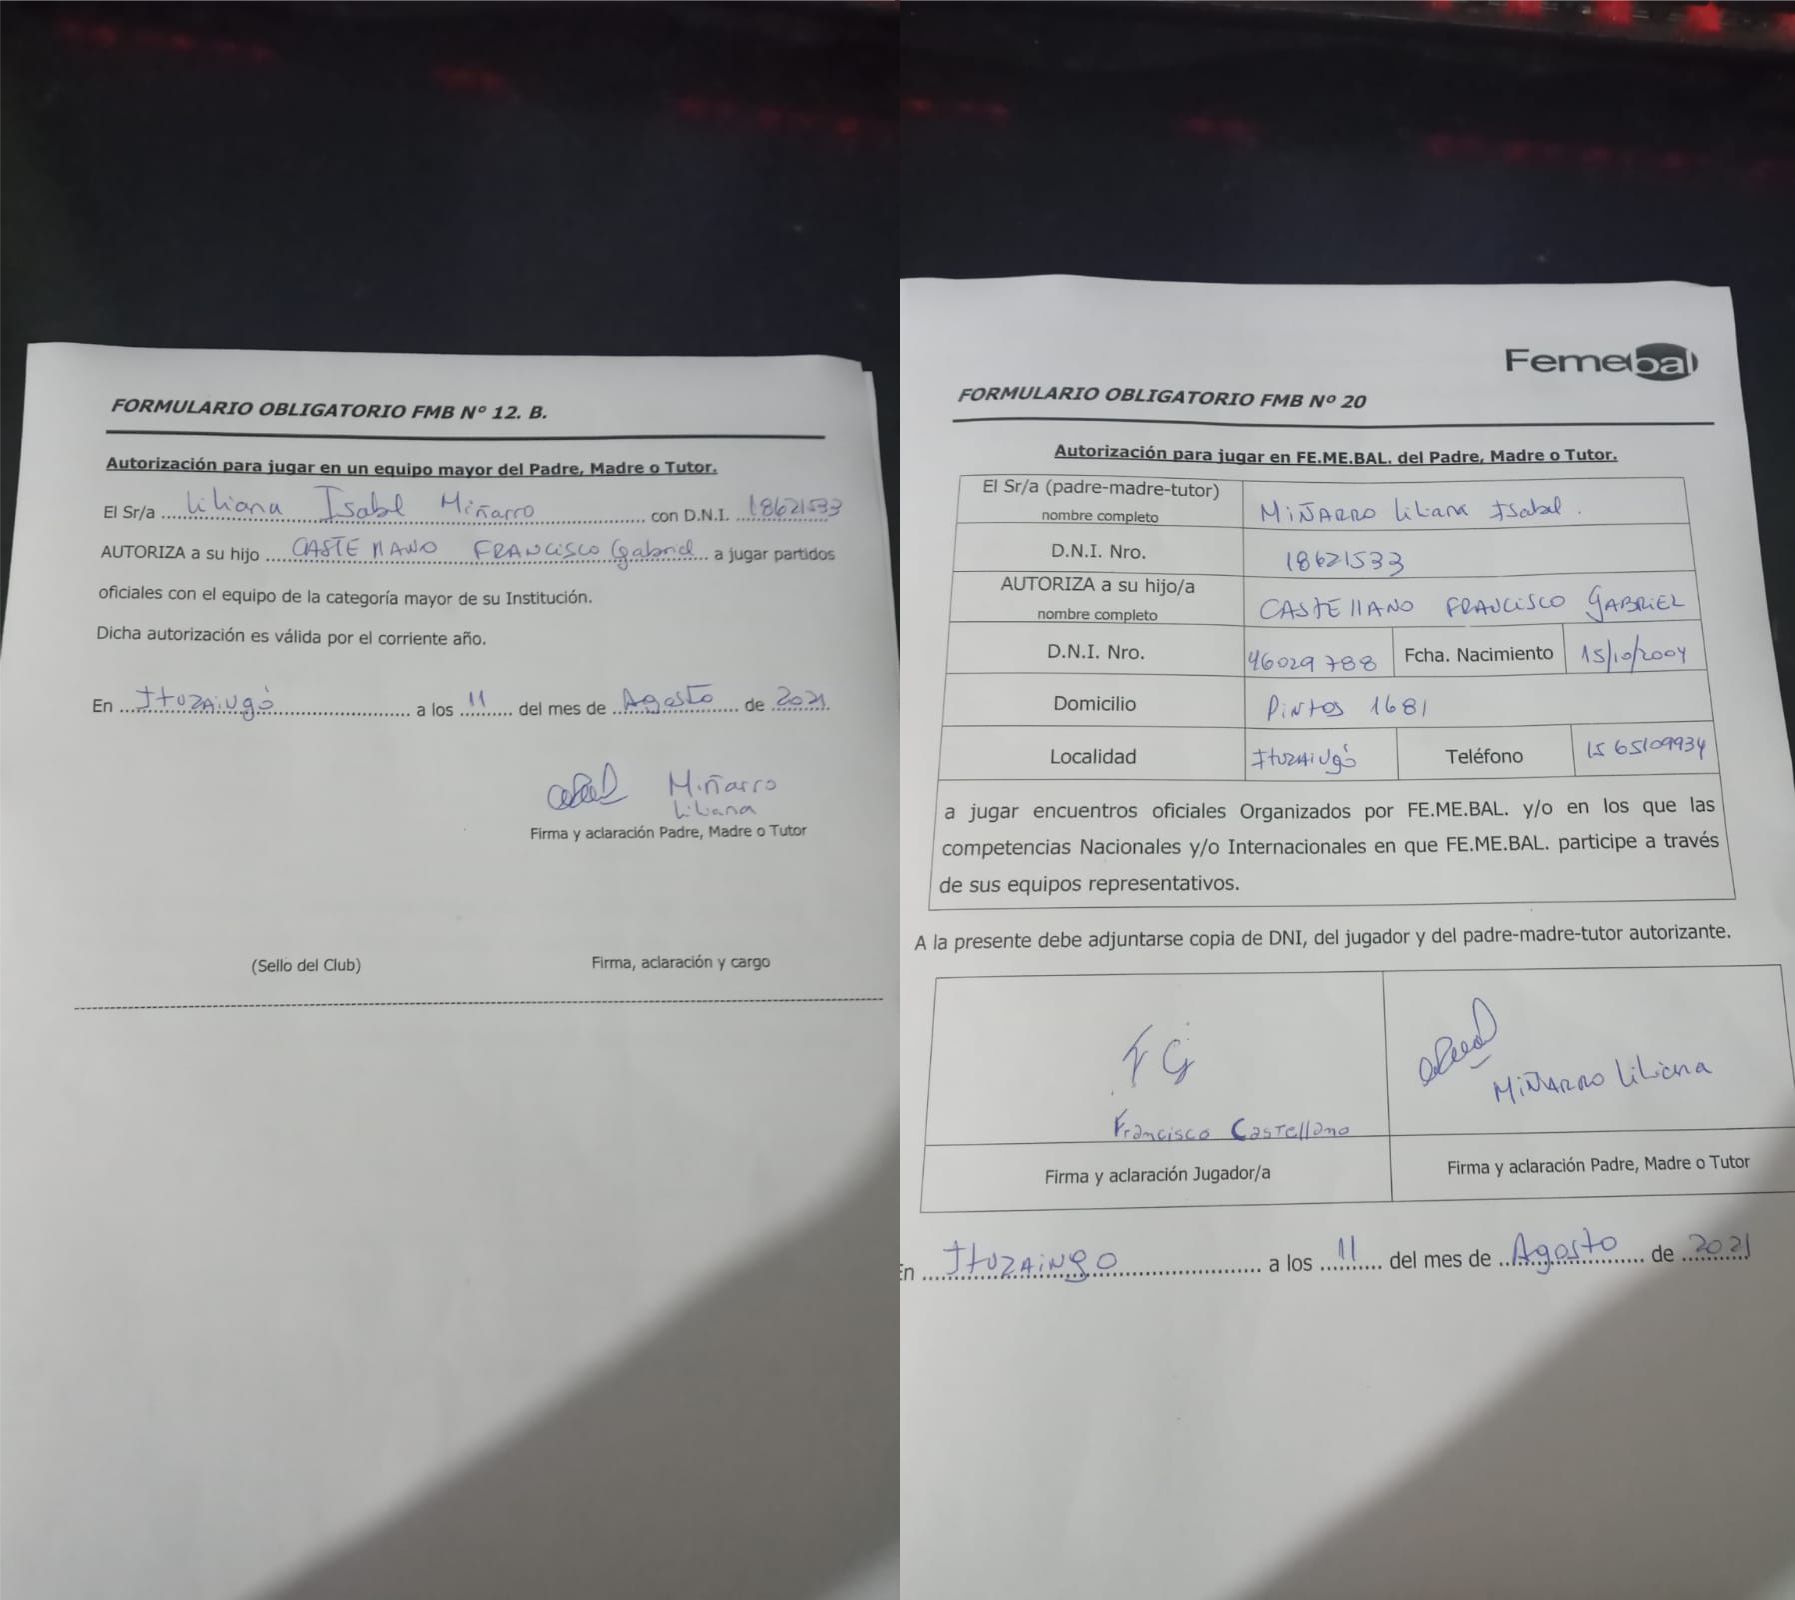 FORMULARIO OBLIGATORIO FMB Nº 12. B.
Autorización para jugar en un equipo mayor del Padre, Madre o Tutor.
El Sr/a Liliana Isabel Miñarro con D.N.I. 18621533
AUTORIZA a su hijo CASTEllANO FRANCISCO Gabriel a jugar partidos
oficiales con el equipo de la categoría mayor de su Institución.
Dicha autorización es válida por el corriente año.
En ItuzAiNgó a los 11 del mes de Agosto de 2021
Miñarro
Liliana
Firma y aclaración Padre, Madre o Tutor
(Sello del Club) Firma, aclaración y cargo
Femebal
FORMULARIO OBLIGATORIO FMB Nº 20
Autorización para jugar en FE.ME.BAL. del Padre, Madre o Tutor.
El Sr/a (padre-madre-tutor)
nombre completo
MiÑARRO Liliana Isabel.
D.N.I. Nro. 18621533
AUTORIZA a su hijo/a
nombre completo
CASTEllANO FRANCISCO GABRIEL
D.N.I. Nro. 46029788 Fcha. Nacimiento 15/10/2004
Domicilio Pintos 1681
Localidad ItuzAiNgó Teléfono 15 65109934
a jugar encuentros oficiales Organizados por FE.ME.BAL. y/o en los que las
competencias Nacionales y/o Internacionales en que FE.ME.BAL. participe a través
de sus equipos representativos.
A la presente debe adjuntarse copia de DNI, del jugador y del padre-madre-tutor autorizante.
FG
Francisco Castellano
MiÑARRO Liliana
Firma y aclaración Jugador/a
Firma y aclaración Padre, Madre o Tutor
En ItuzAiNgO a los 11 del mes de Agosto de 2021